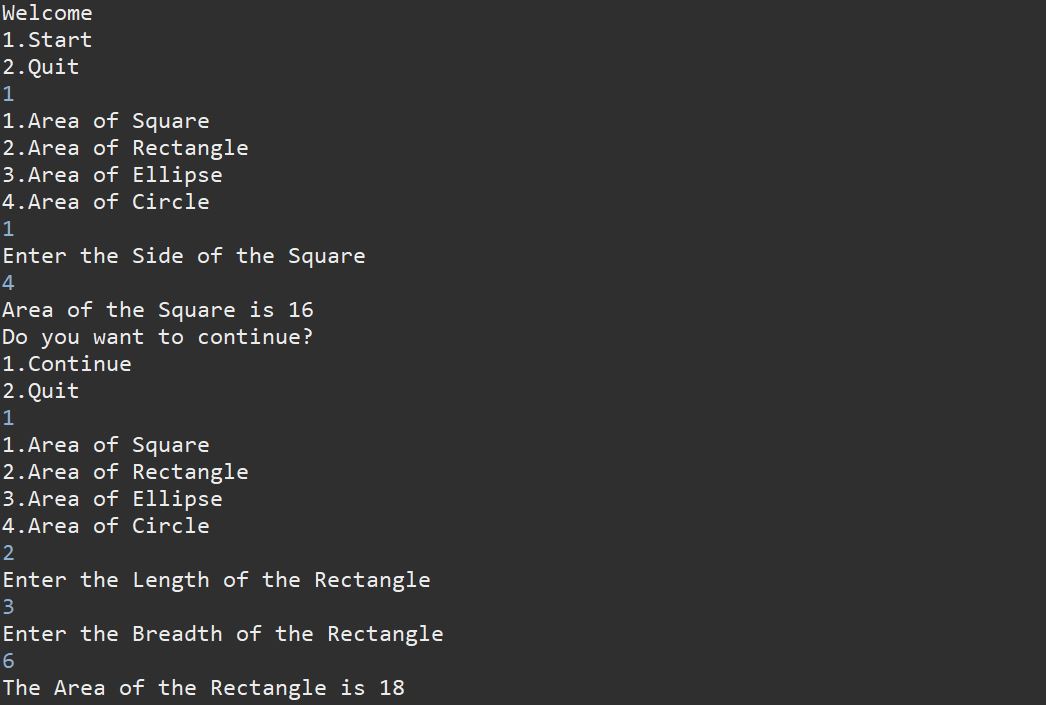 Welcome
1.Start
2.Quit
1
1.Area of Square
2.Area of Rectangle
3.Area of Ellipse
4.Area of Circle
1
Enter the Side of the Square
4
Area of the Square is 16
Do you want to continue?
1.Continue
2.Quit
1
1.Area of Square
2.Area of Rectangle
3.Area of Ellipse
4.Area of Circle
2
Enter the Length of the Rectangle
3
Enter the Breadth of the Rectangle
6
The Area of the Rectangle is 18